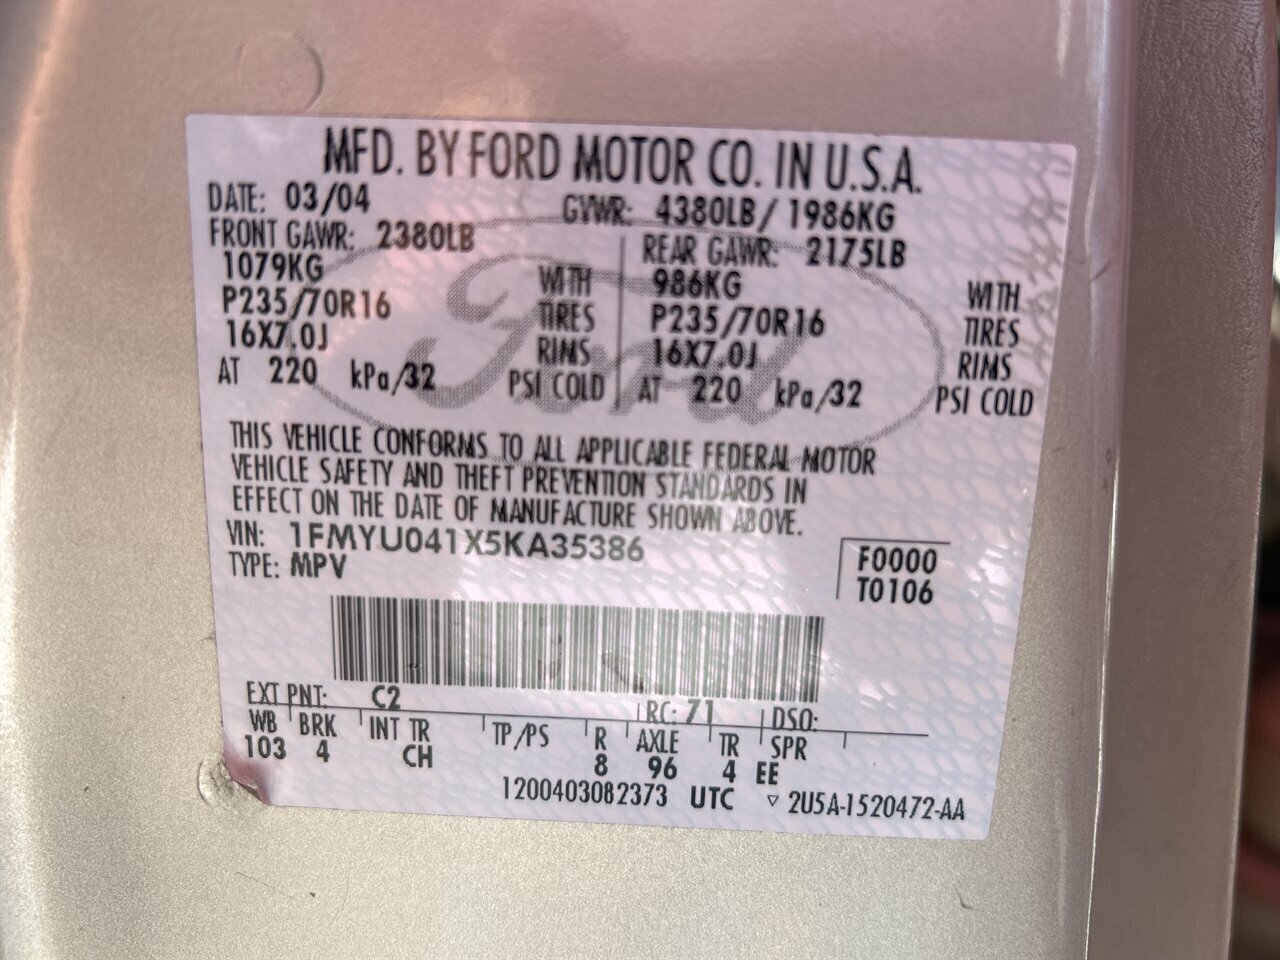 MFD. BY FORD MOTOR CO. IN U.S.A.
DATE: 03/04 GVWR: 4380LB/ 1986KG
FRONT GAWR: 2380LB REAR GAWR: 2175LB
1079KG WITH 986KG WITH
P235/70R16 TIRES P235/70R16 TIRES
16X7.0J RIMS 16X7.0J RIMS
AT 220 kPa/32 PSI COLD AT 220 kPa/32 PSI COLD
Ford
THIS VEHICLE CONFORMS TO ALL APPLICABLE FEDERAL MOTOR
VEHICLE SAFETY AND THEFT PREVENTION STANDARDS IN
EFFECT ON THE DATE OF MANUFACTURE SHOWN ABOVE.
VIN: 1FMYU041X5KA35386 F0000
TYPE: MPV T0106
EXT PNT: C2 RC: 71 DSO:
WB BRK INT TR TP/PS R AXLE TR SPR
103 4 CH 8 96 4 EE
1200403082373 UTC ▽ 2U5A-1520472-AA